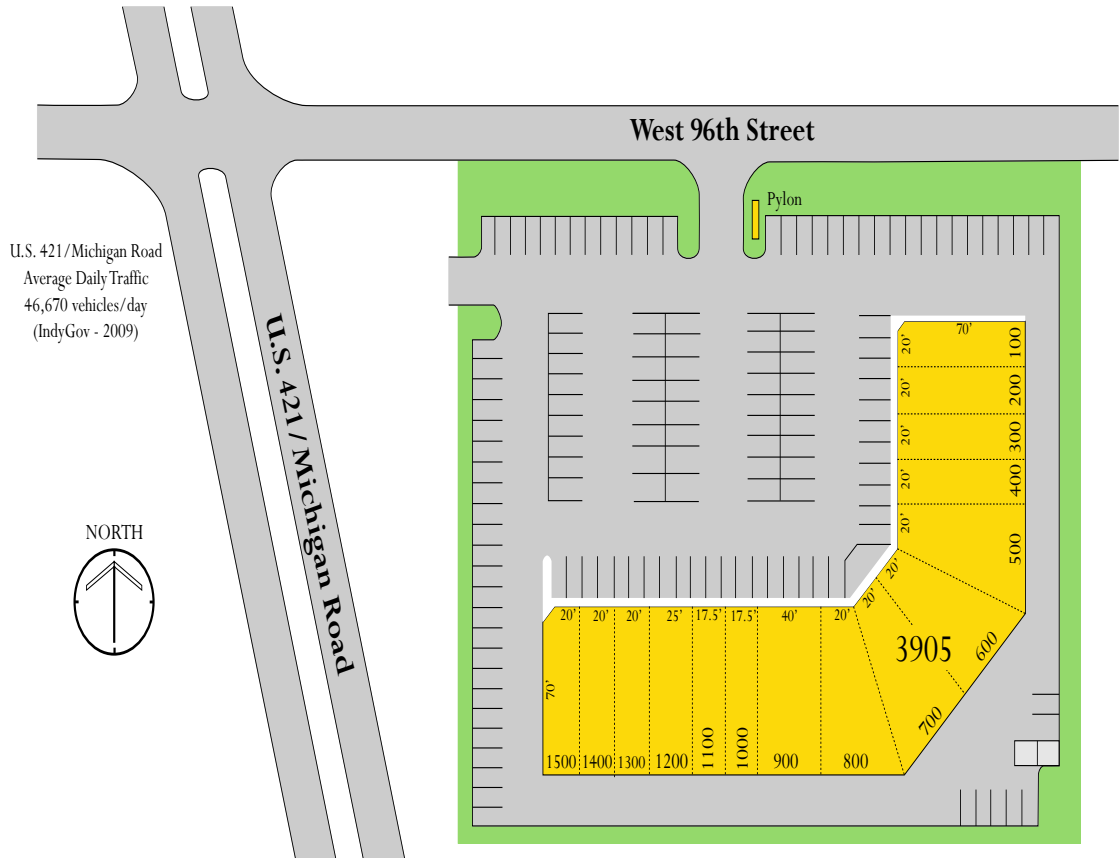 West 96th Street
Pylon
U.S. 421/Michigan Road
Average Daily Traffic
46,670 vehicles/day
(IndyGov - 2009)
U.S. 421/ Michigan Road
NORTH
70'
20' 100
20' 200
20' 300
20' 400
20' 500
20'
20'
3905
600
700
20' 20' 20' 25' 17.5' 17.5' 40' 20'
70'
1500 1400 1300 1200 1100 1000 900 800